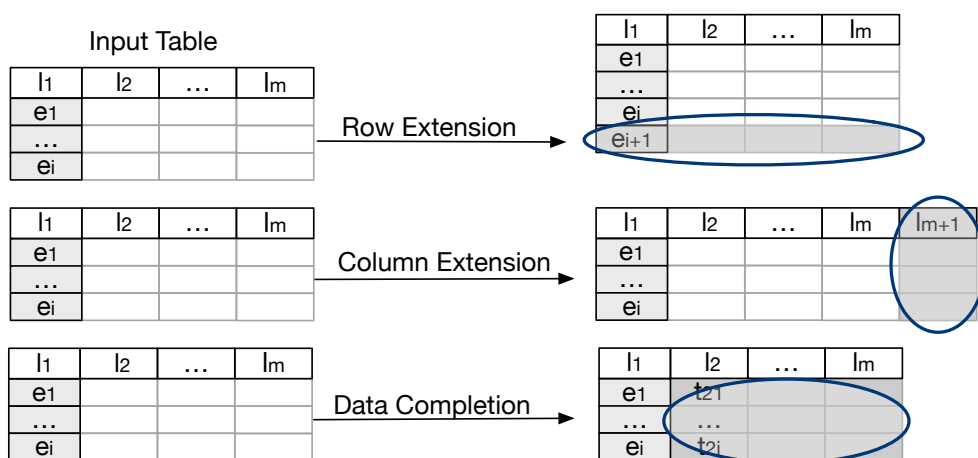 Input Table
l1 l2 ... lm
e1
...
ei
Row Extension
l1 l2 ... lm
e1
...
ei
ei+1
l1 l2 ... lm
e1
...
ei
Column Extension
l1 l2 ... lm lm+1
e1
...
ei
l1 l2 ... lm
e1
...
ei
Data Completion
l1 l2 ... lm
e1 t21
... ...
ei t2i